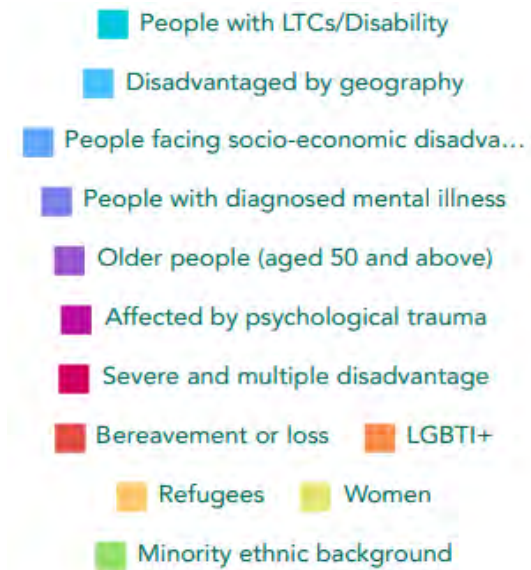 People with LTCs/Disability
Disadvantaged by geography
People facing socio-economic disadva...
People with diagnosed mental illness
Older people (aged 50 and above)
Affected by psychological trauma
Severe and multiple disadvantage
Bereavement or loss LGBTI+
Refugees Women
Minority ethnic background